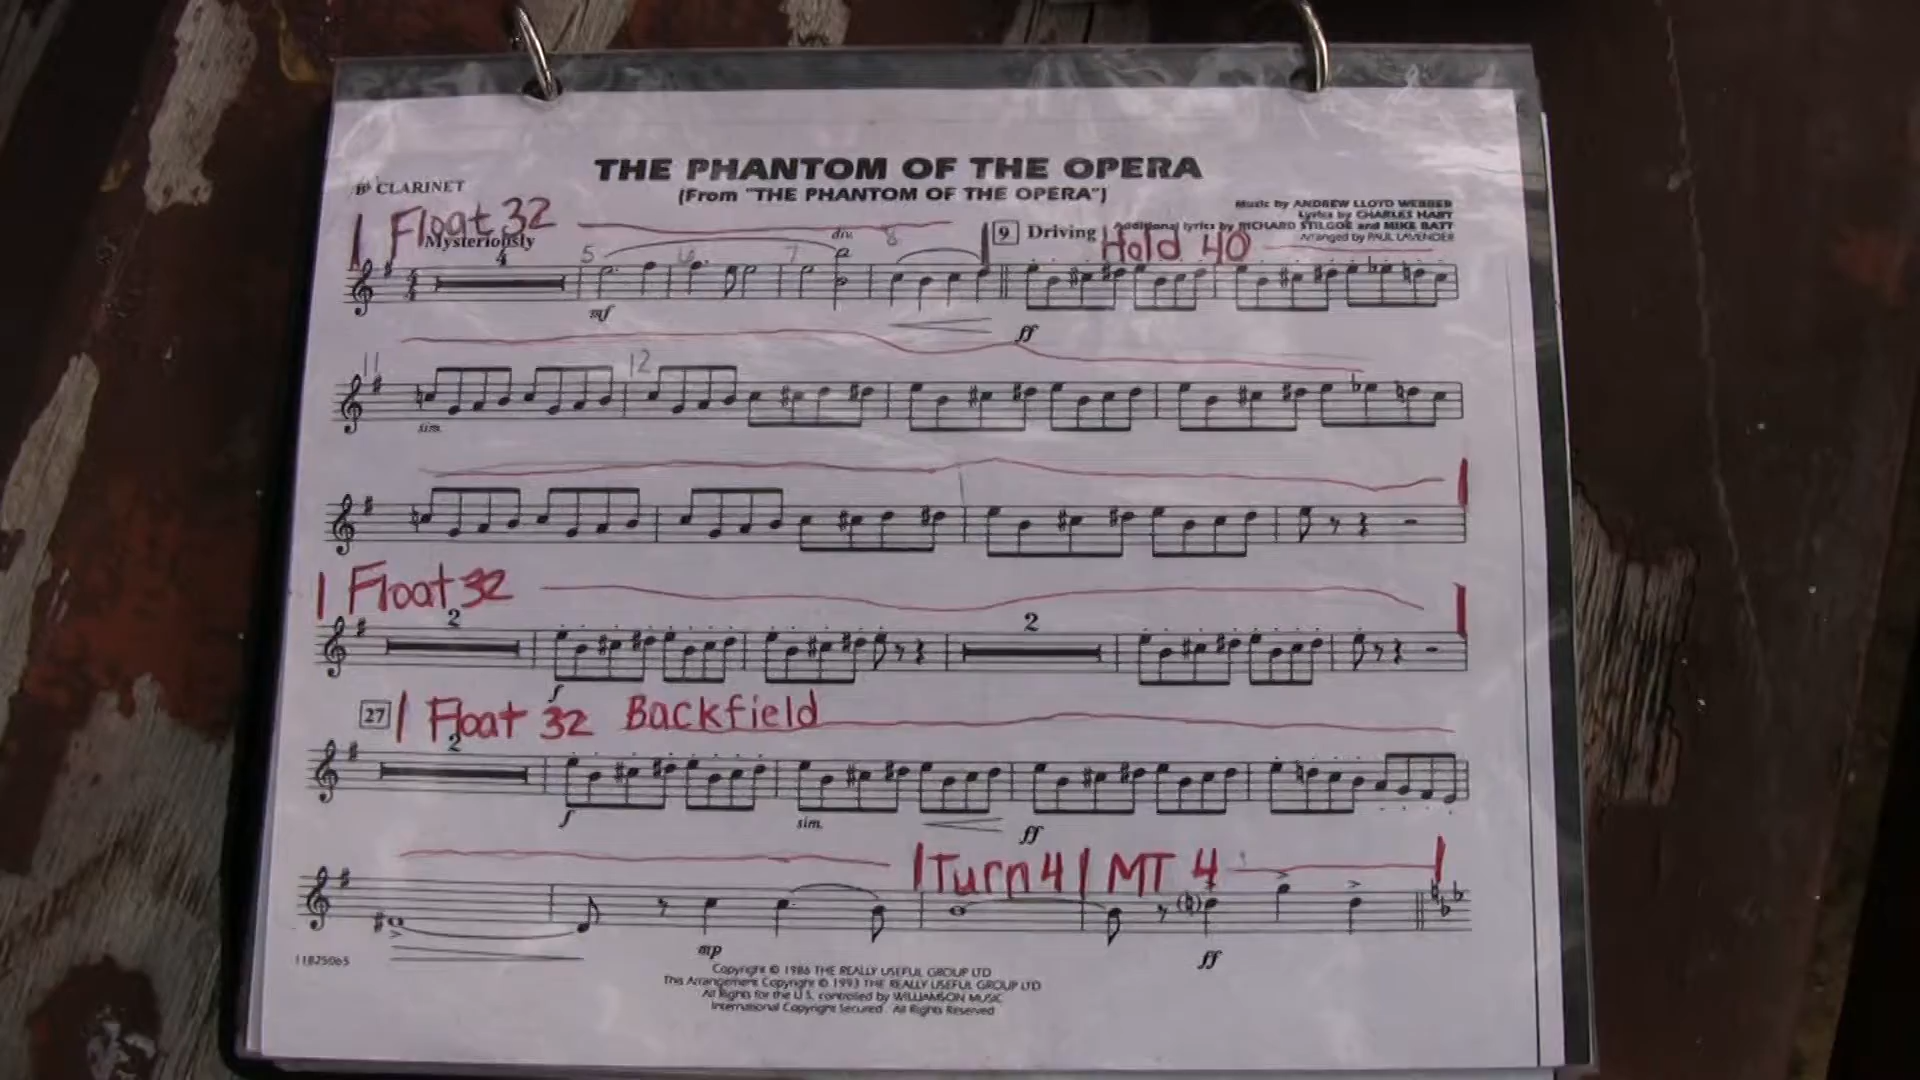 THE PHANTOM OF THE OPERA
(From "THE PHANTOM OF THE OPERA")
B♭ CLARINET
Music by ANDREW LLOYD WEBBER
Lyrics by CHARLES HART
Additional lyrics by RICHARD STILGOE and MIKE BATT
Arranged by PAUL LAVENDER
Float 32
Mysteriously
4
5 6 7 div. 8
9 Driving Hold 40
mf ff
11 12
sim.
Float 32
2 2
f
27 Float 32 Backfield
2
f sim. ff
Turn 4 MT 4
mp ff
11825065
Copyright © 1986 THE REALLY USEFUL GROUP LTD
This Arrangement Copyright © 1993 THE REALLY USEFUL GROUP LTD
All Rights for the U.S. controlled by WILLIAMSON MUSIC
International Copyright Secured All Rights Reserved